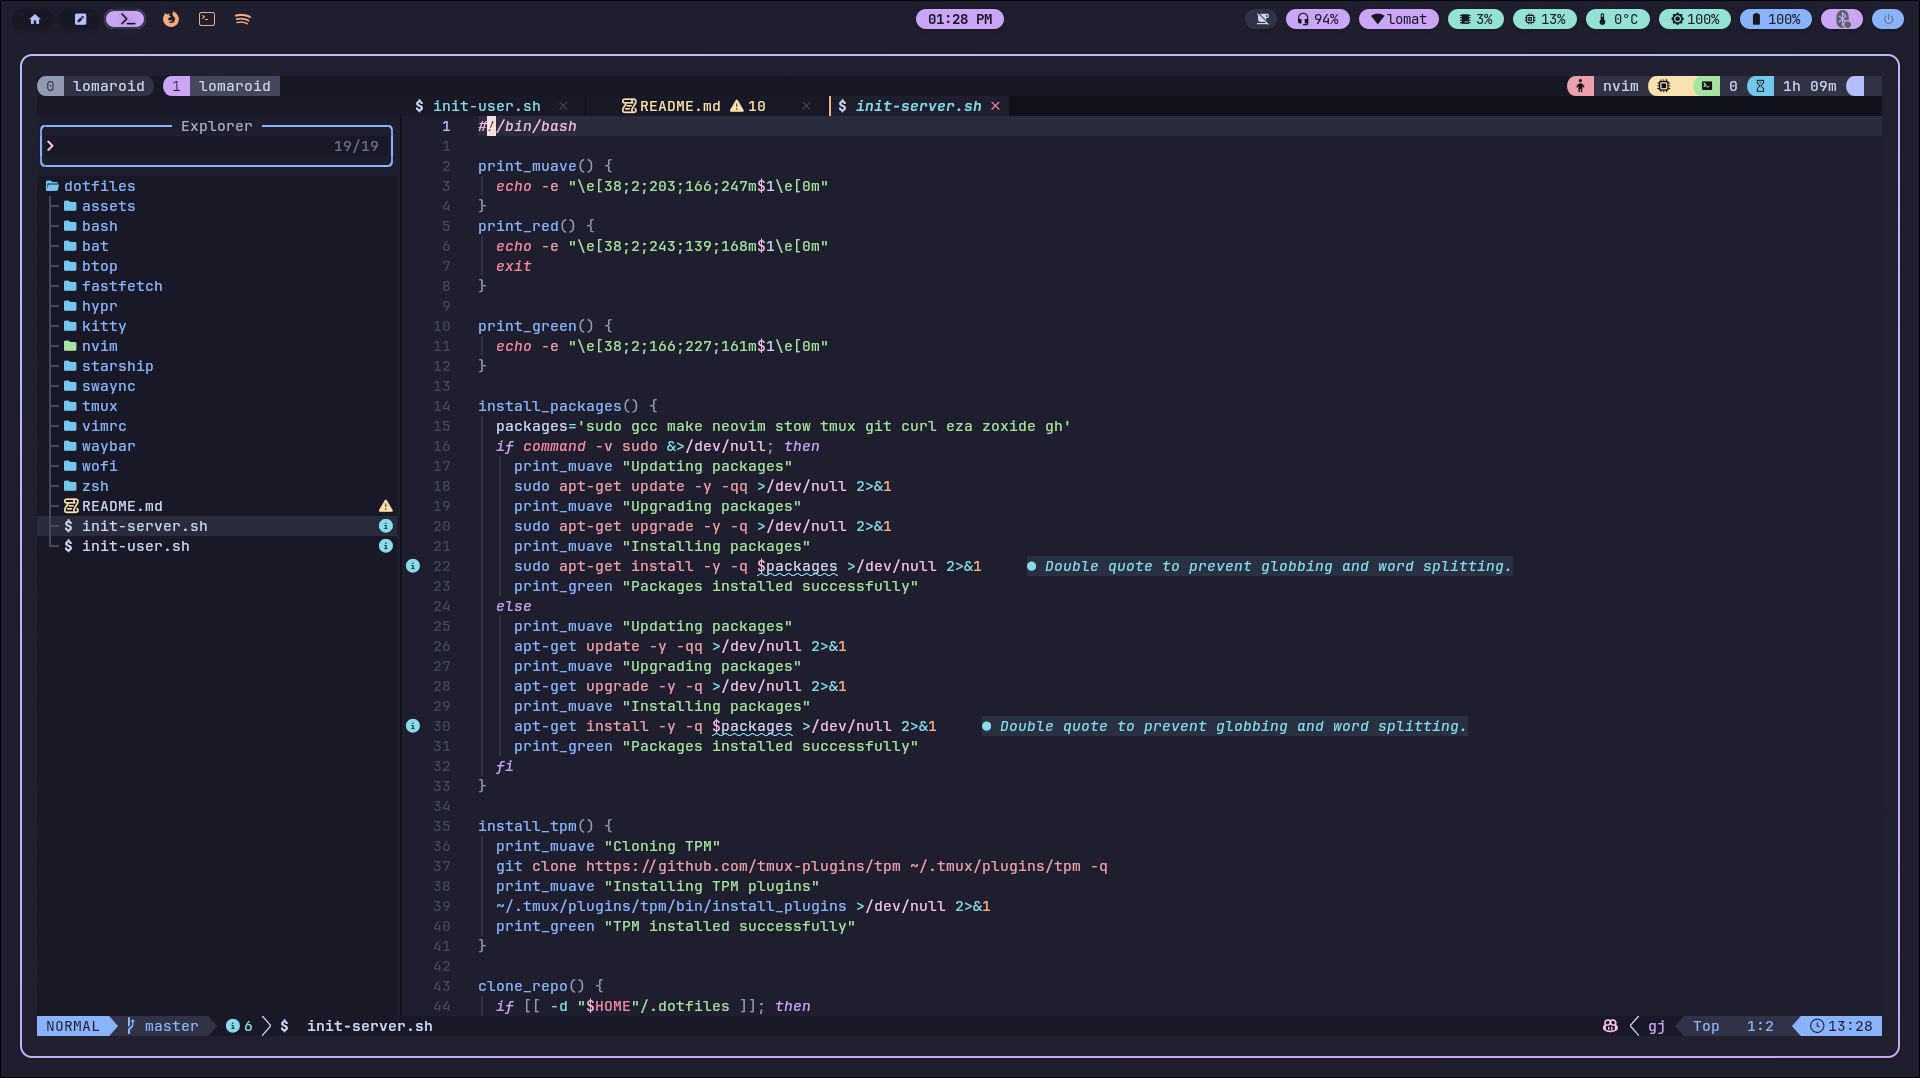 01:28 PM
94%
lomat
3%
13%
0°C
100%
100%
0 lomaroid 1 lomaroid
nvim 0 1h 09m
$ init-user.sh ×
README.md 10 ×
$ init-server.sh ×
Explorer
19/19
dotfiles
assets
bash
bat
btop
fastfetch
hypr
kitty
nvim
starship
swaync
tmux
vimrc
waybar
wofi
zsh
README.md
$ init-server.sh
$ init-user.sh
1 #!/bin/bash
1
2 print_muave() {
3 echo -e "\e[38;2;203;166;247m$1\e[0m"
4 }
5 print_red() {
6 echo -e "\e[38;2;243;139;168m$1\e[0m"
7 exit
8 }
9
10 print_green() {
11 echo -e "\e[38;2;166;227;161m$1\e[0m"
12 }
13
14 install_packages() {
15 packages='sudo gcc make neovim stow tmux git curl eza zoxide gh'
16 if command -v sudo &>/dev/null; then
17 print_muave "Updating packages"
18 sudo apt-get update -y -qq >/dev/null 2>&1
19 print_muave "Upgrading packages"
20 sudo apt-get upgrade -y -q >/dev/null 2>&1
21 print_muave "Installing packages"
22 sudo apt-get install -y -q $packages >/dev/null 2>&1 ● Double quote to prevent globbing and word splitting.
23 print_green "Packages installed successfully"
24 else
25 print_muave "Updating packages"
26 apt-get update -y -qq >/dev/null 2>&1
27 print_muave "Upgrading packages"
28 apt-get upgrade -y -q >/dev/null 2>&1
29 print_muave "Installing packages"
30 apt-get install -y -q $packages >/dev/null 2>&1 ● Double quote to prevent globbing and word splitting.
31 print_green "Packages installed successfully"
32 fi
33 }
34
35 install_tpm() {
36 print_muave "Cloning TPM"
37 git clone https://github.com/tmux-plugins/tpm ~/.tmux/plugins/tpm -q
38 print_muave "Installing TPM plugins"
39 ~/.tmux/plugins/tpm/bin/install_plugins >/dev/null 2>&1
40 print_green "TPM installed successfully"
41 }
42
43 clone_repo() {
44 if [[ -d "$HOME"/.dotfiles ]]; then
NORMAL master 6 $ init-server.sh gj Top 1:2 13:28